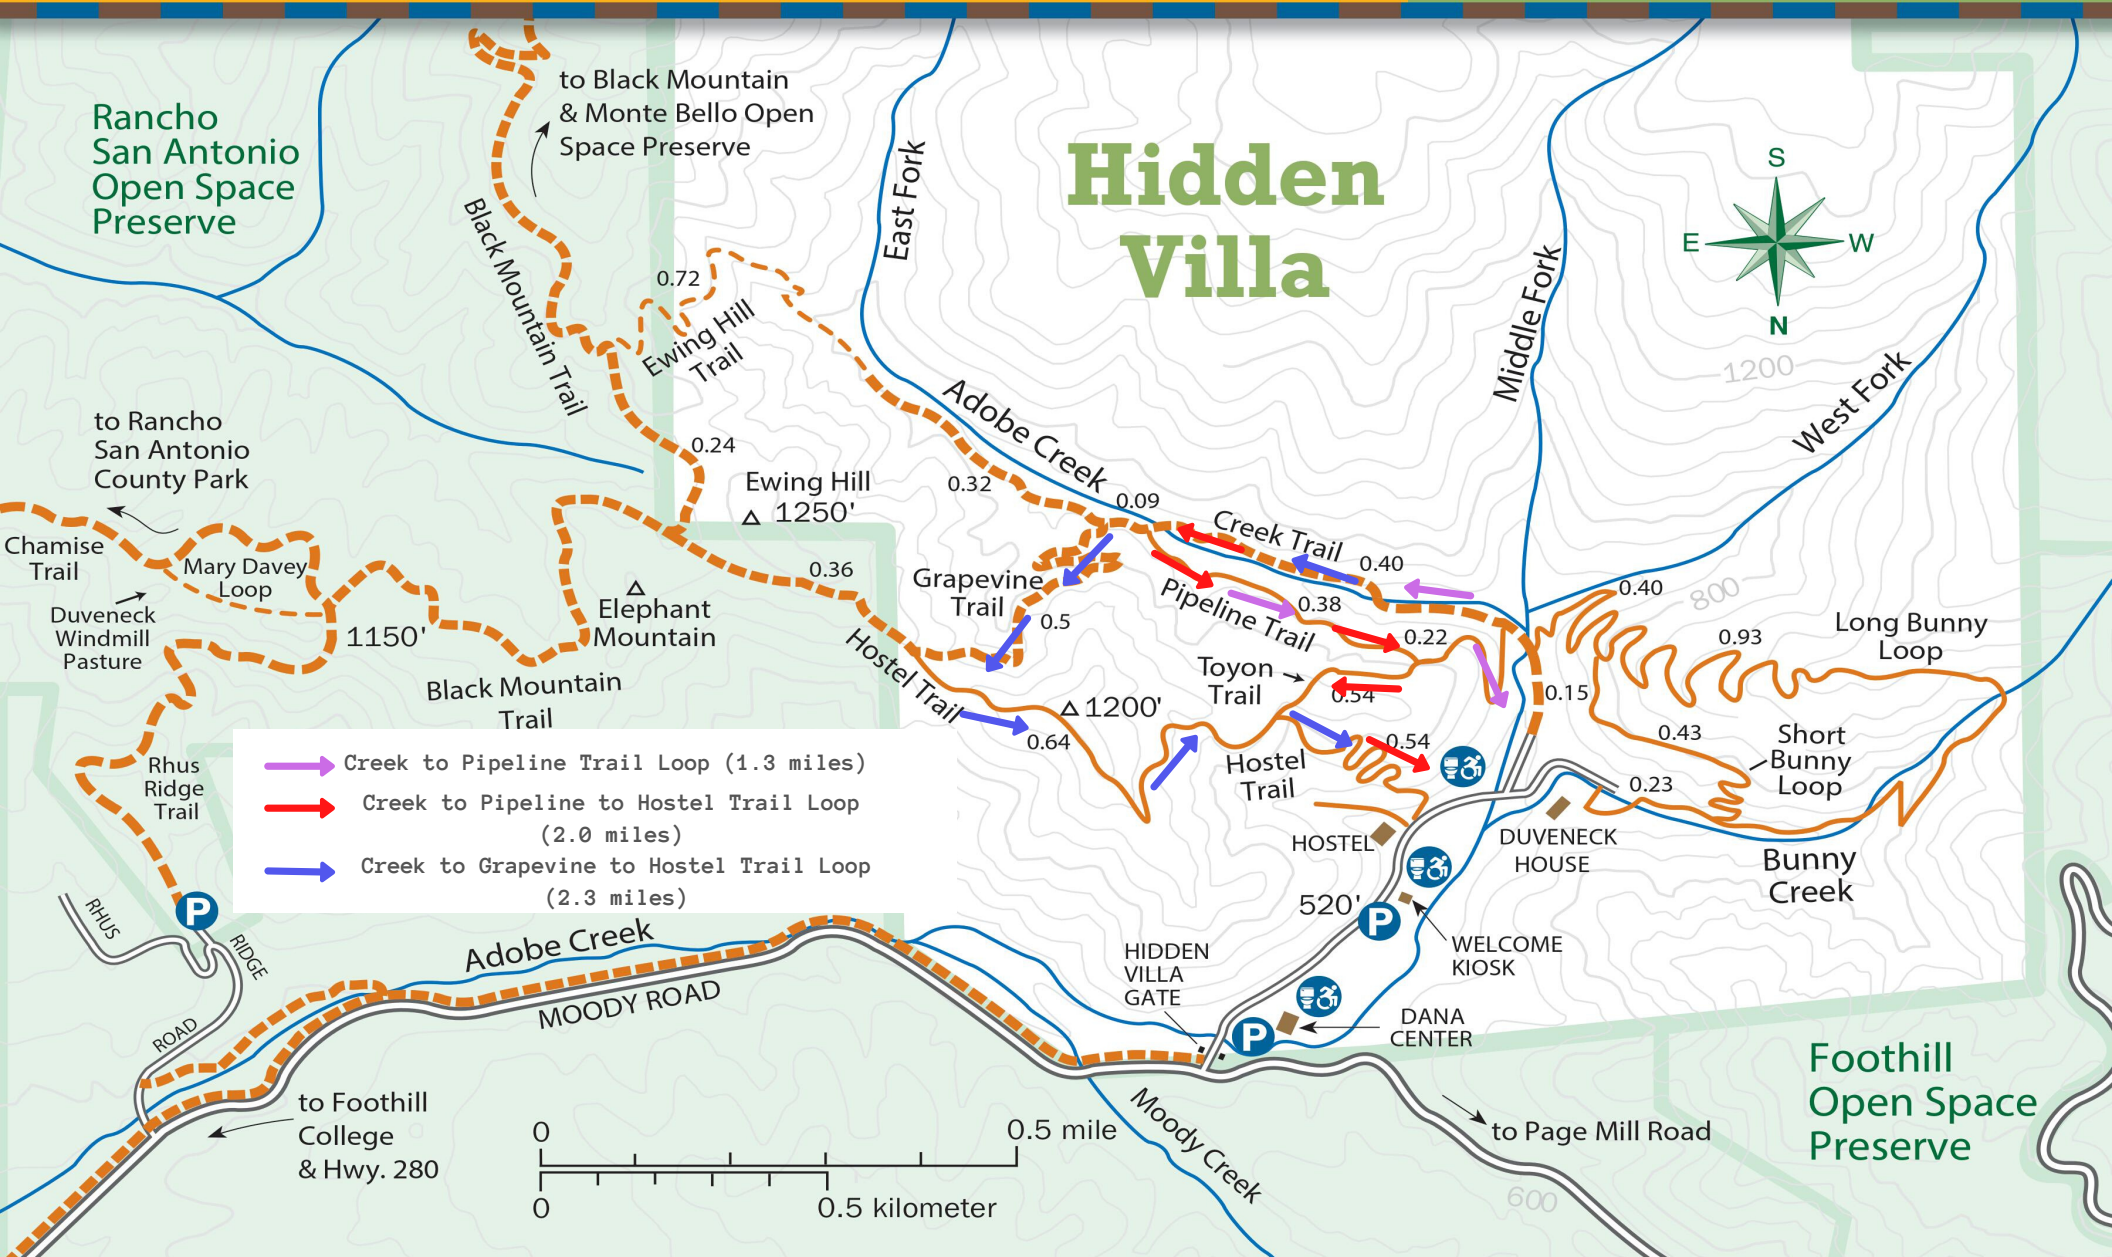 Rancho
San Antonio
Open Space
Preserve
to Black Mountain
& Monte Bello Open
Space Preserve
Black Mountain Trail
0.72
Ewing Hill
Trail
East Fork
Hidden
Villa
Middle Fork
S
E
W
N
1200
West Fork
to Rancho
San Antonio
County Park
0.24
Ewing Hill
1250'
0.32
Adobe Creek
0.09
Creek Trail
0.40
Chamise
Trail
Mary Davey
Loop
Duveneck
Windmill
Pasture
1150'
Elephant
Mountain
0.36
Grapevine
Trail
0.5
Pipeline Trail
0.38
0.22
0.40
800
0.93
Long Bunny
Loop
Hostel Trail
Toyon
Trail
0.54
0.15
Black Mountain
Trail
1200'
0.64
0.54
Hostel
Trail
0.43
Short
Bunny
Loop
0.23
Rhus
Ridge
Trail
Creek to Pipeline Trail Loop (1.3 miles)
Creek to Pipeline to Hostel Trail Loop
(2.0 miles)
Creek to Grapevine to Hostel Trail Loop
(2.3 miles)
HOSTEL
DUVENECK
HOUSE
Bunny
Creek
P
RHUS
RIDGE
ROAD
Adobe Creek
MOODY ROAD
520'
P
WELCOME
KIOSK
HIDDEN
VILLA
GATE
P
DANA
CENTER
Foothill
Open Space
Preserve
to Foothill
College
& Hwy. 280
0
0.5 mile
0
0.5 kilometer
Moody Creek
to Page Mill Road
600